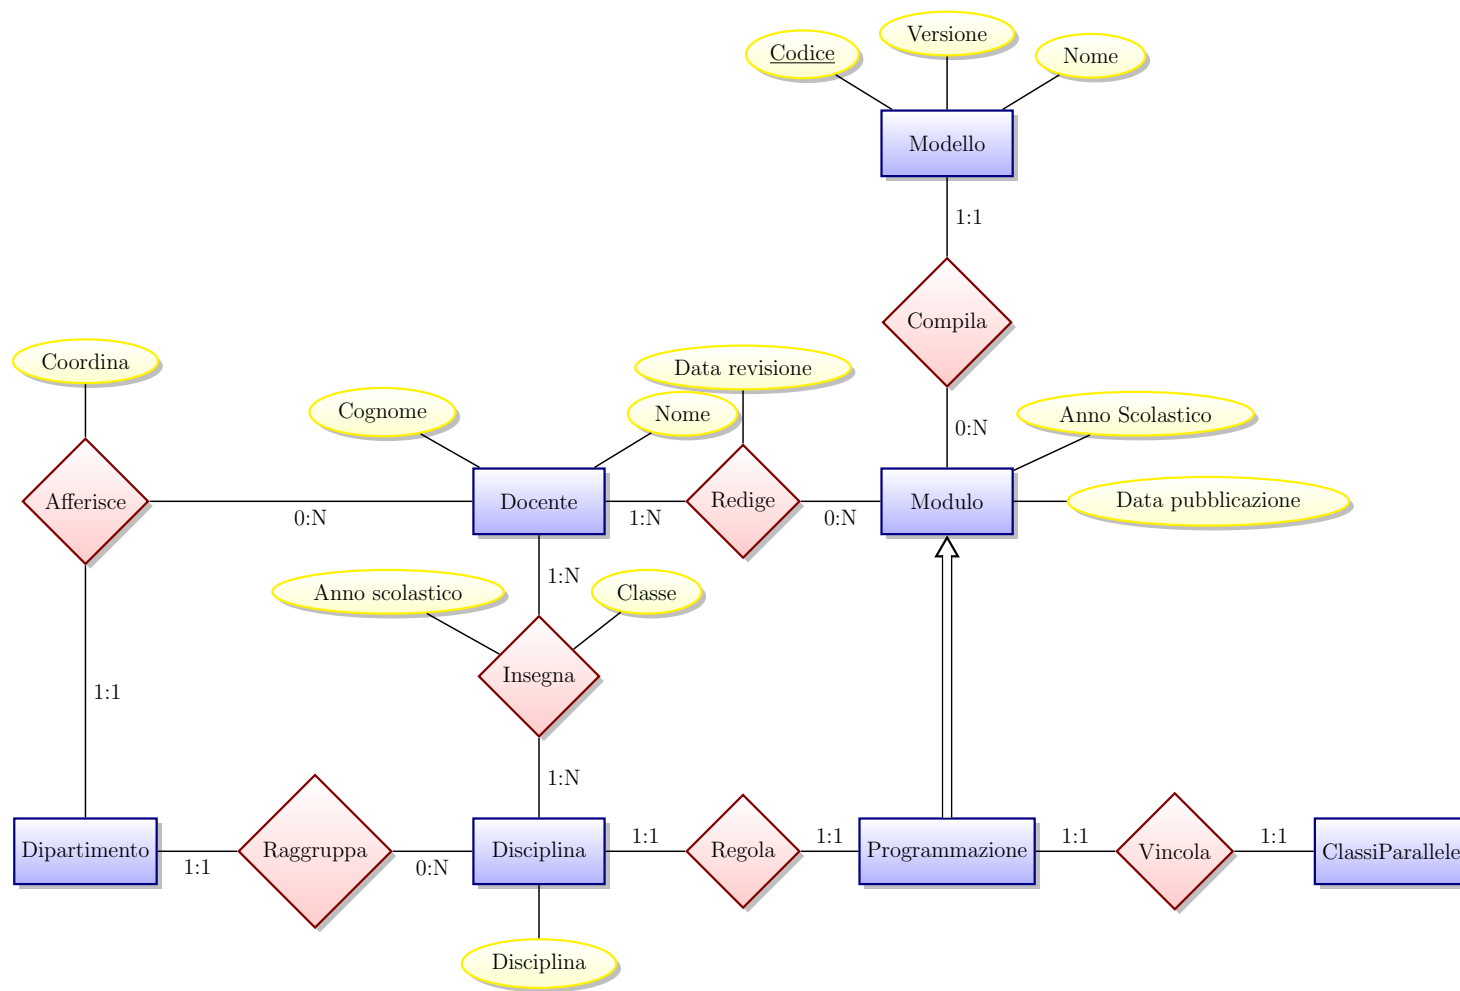 Versione
Codice
Nome
Modello
1:1
Compila
Coordina
Data revisione
Cognome
Nome
Anno Scolastico
0:N
Afferisce
Docente
Redige
Modulo
Data pubblicazione
0:N
1:N
0:N
1:N
Anno scolastico
Classe
Insegna
1:1
1:N
1:1
1:1
1:1
1:1
Dipartimento
Raggruppa
Disciplina
Regola
Programmazione
Vincola
ClassiParallele
1:1
0:N
Disciplina